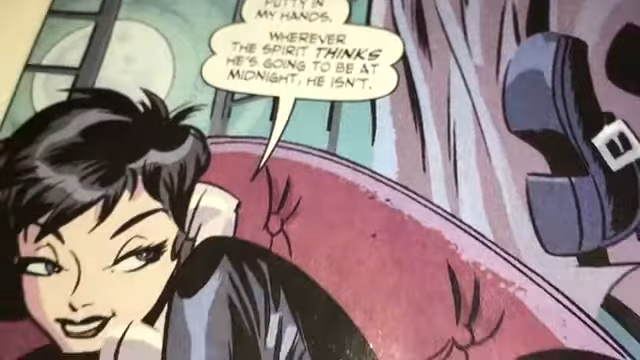 PUTTY IN
MY HANDS.
WHEREVER
THE SPIRIT THINKS
HE'S GOING TO BE AT
MIDNIGHT, HE ISN'T.